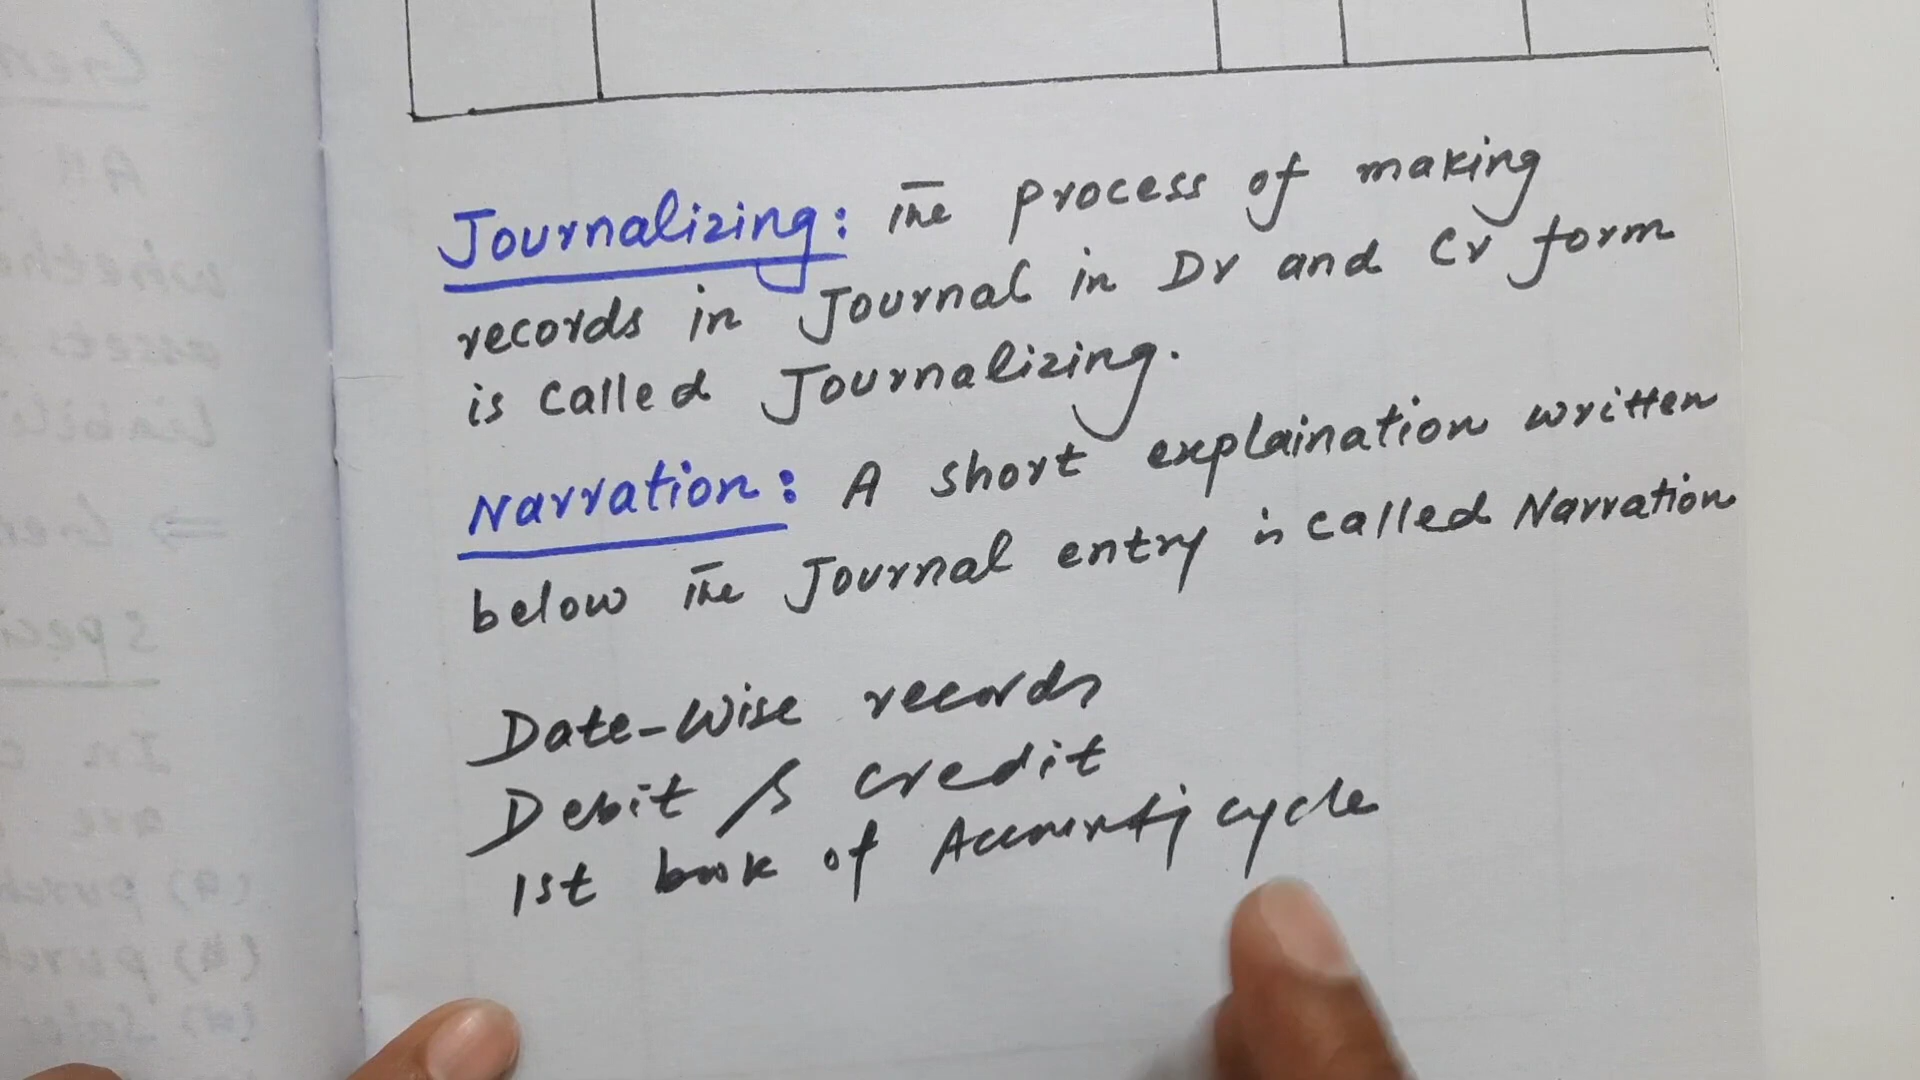 Journalizing: The process of making
records in Journal in Dr and Cr form
is called Journalizing.
Narration: A short explaination written
below the Journal entry is called Narration
Date-wise records
Debit & credit
1st book of Accounting cycle